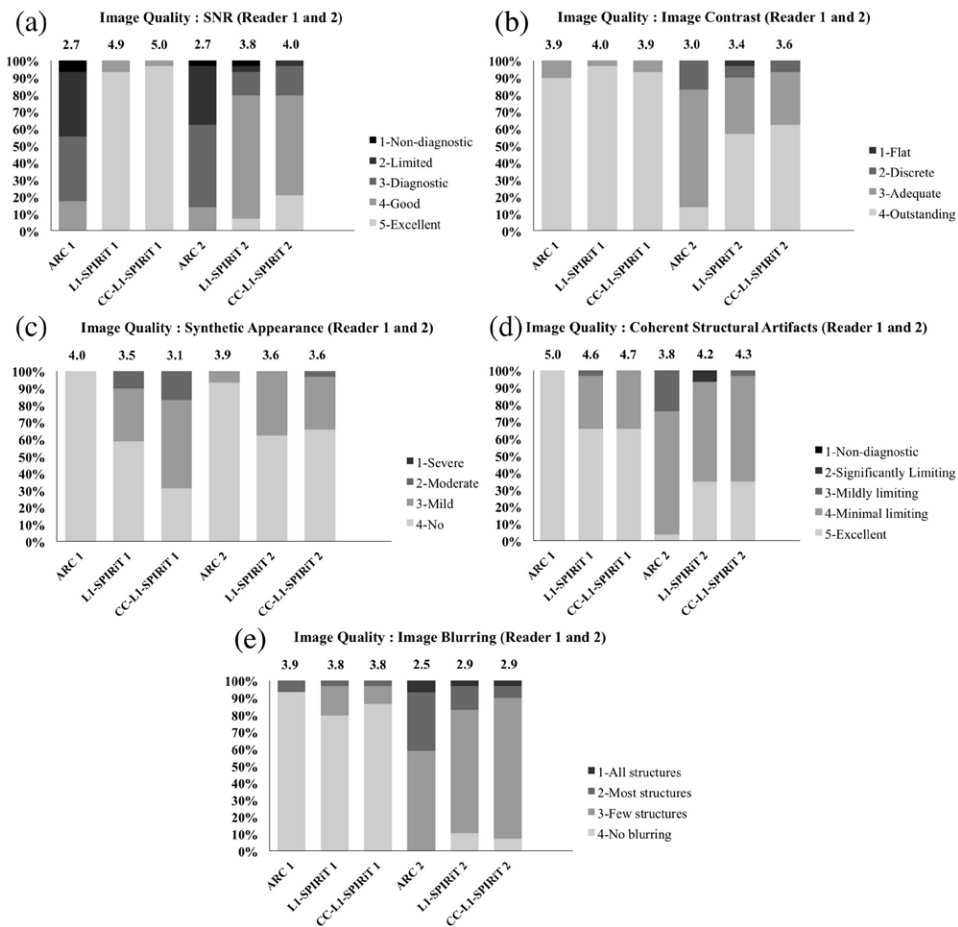 (a)
Image Quality : SNR (Reader 1 and 2)
2.7 4.9 5.0 2.7 3.8 4.0
100%
90%
80%
70%
60%
50%
40%
30%
20%
10%
0%
1-Non-diagnostic
2-Limited
3-Diagnostic
4-Good
5-Excellent
ARC 1
L1-SPIRiT 1
CC-L1-SPIRiT 1
ARC 2
L1-SPIRiT 2
CC-L1-SPIRiT 2
(b)
Image Quality : Image Contrast (Reader 1 and 2)
3.9 4.0 3.9 3.0 3.4 3.6
100%
90%
80%
70%
60%
50%
40%
30%
20%
10%
0%
1-Flat
2-Discrete
3-Adequate
4-Outstanding
ARC 1
L1-SPIRiT 1
CC-L1-SPIRiT 1
ARC 2
L1-SPIRiT 2
CC-L1-SPIRiT 2
(c)
Image Quality : Synthetic Appearance (Reader 1 and 2)
4.0 3.5 3.1 3.9 3.6 3.6
100%
90%
80%
70%
60%
50%
40%
30%
20%
10%
0%
1-Severe
2-Moderate
3-Mild
4-No
ARC 1
L1-SPIRiT 1
CC-L1-SPIRiT 1
ARC 2
L1-SPIRiT 2
CC-L1-SPIRiT 2
(d)
Image Quality : Coherent Structural Artifacts (Reader 1 and 2)
5.0 4.6 4.7 3.8 4.2 4.3
100%
90%
80%
70%
60%
50%
40%
30%
20%
10%
0%
1-Non-diagnostic
2-Significantly Limiting
3-Mildly limiting
4-Minimal limiting
5-Excellent
ARC 1
L1-SPIRiT 1
CC-L1-SPIRiT 1
ARC 2
L1-SPIRiT 2
CC-L1-SPIRiT 2
(e)
Image Quality : Image Blurring (Reader 1 and 2)
3.9 3.8 3.8 2.5 2.9 2.9
100%
90%
80%
70%
60%
50%
40%
30%
20%
10%
0%
1-All structures
2-Most structures
3-Few structures
4-No blurring
ARC 1
L1-SPIRiT 1
CC-L1-SPIRiT 1
ARC 2
L1-SPIRiT 2
CC-L1-SPIRiT 2